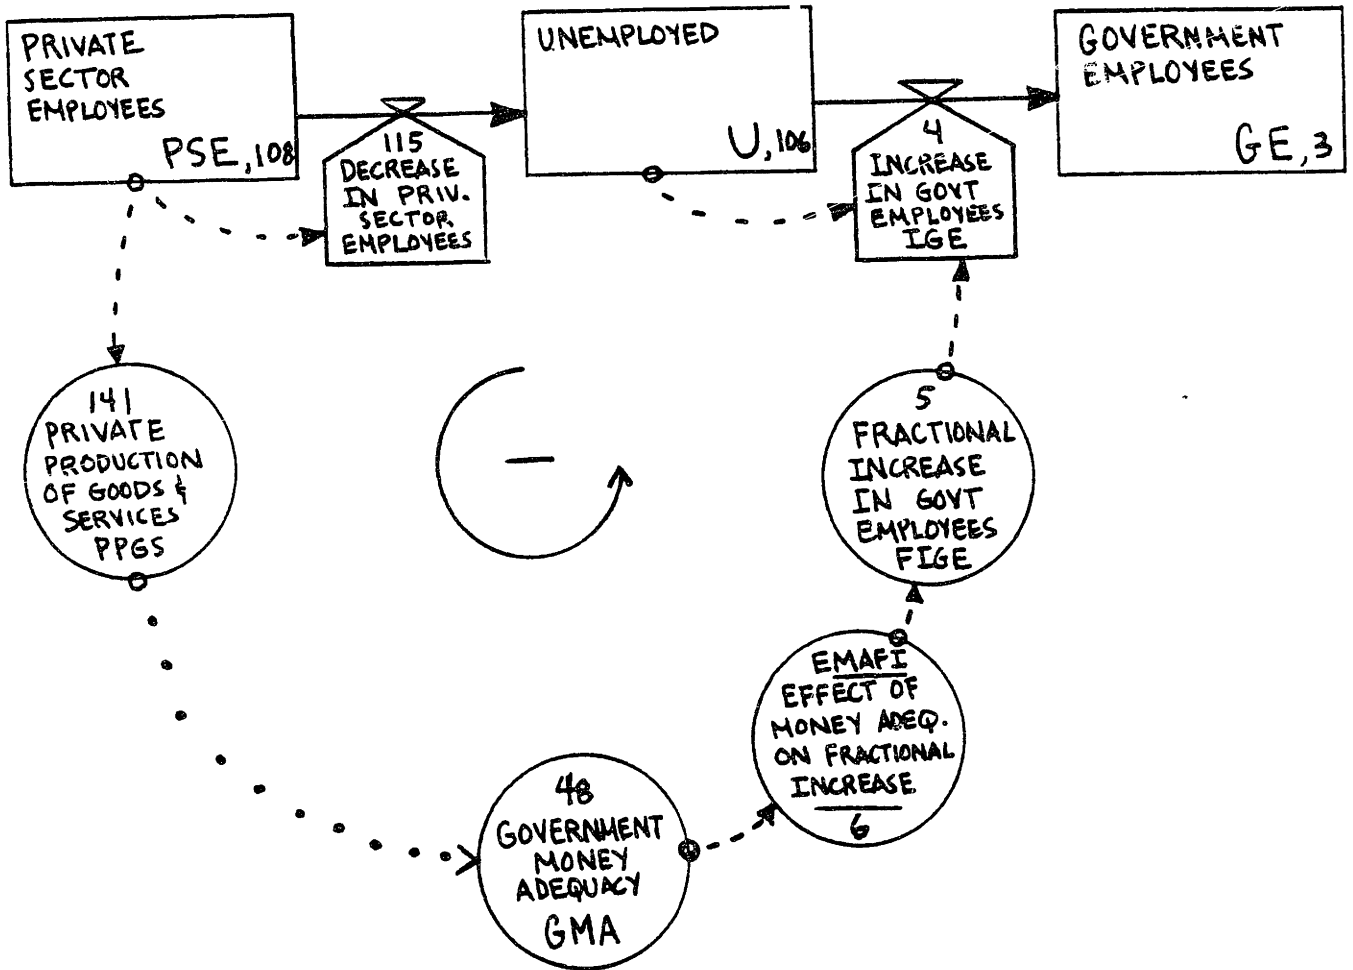 PRIVATE
SECTOR
EMPLOYEES
PSE, 108
115
DECREASE
IN PRIV.
SECTOR
EMPLOYEES
UNEMPLOYED
U, 106
4
INCREASE
IN GOVT
EMPLOYEES
IGE
GOVERNMENT
EMPLOYEES
GE, 3
141
PRIVATE
PRODUCTION
OF GOODS &
SERVICES
PPGS
–
5
FRACTIONAL
INCREASE
IN GOVT
EMPLOYEES
FIGE
EMAFI
EFFECT OF
MONEY ADEQ.
ON FRACTIONAL
INCREASE
6
48
GOVERNMENT
MONEY
ADEQUACY
GMA